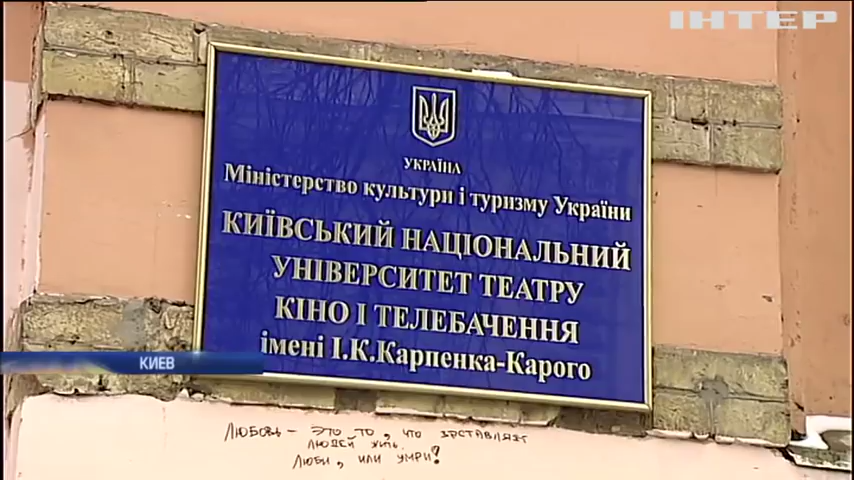 ІНТЕР
УКРАЇНА
Міністерство культури і туризму України
КИЇВСЬКИЙ НАЦІОНАЛЬНИЙ
УНІВЕРСИТЕТ ТЕАТРУ
КІНО І ТЕЛЕБАЧЕННЯ
імені І.К.Карпенка-Карого
КИЕВ
ЛЮБОВЬ – ЭТО ТО, ЧТО ЗАСТАВЛЯЕТ
ЛЮДЕЙ ЖИТЬ.
ЛЮБИ, ИЛИ УМРИ!